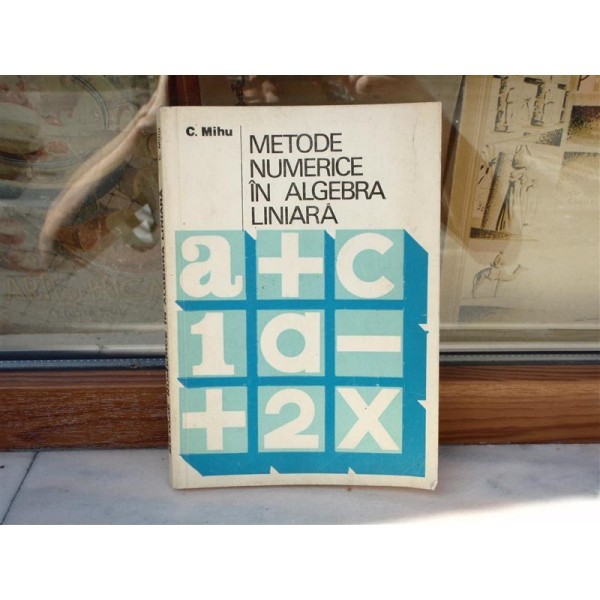 C. Mihu
METODE
NUMERICE
ÎN ALGEBRA
LINIARĂ
a+c
1a-
+2X